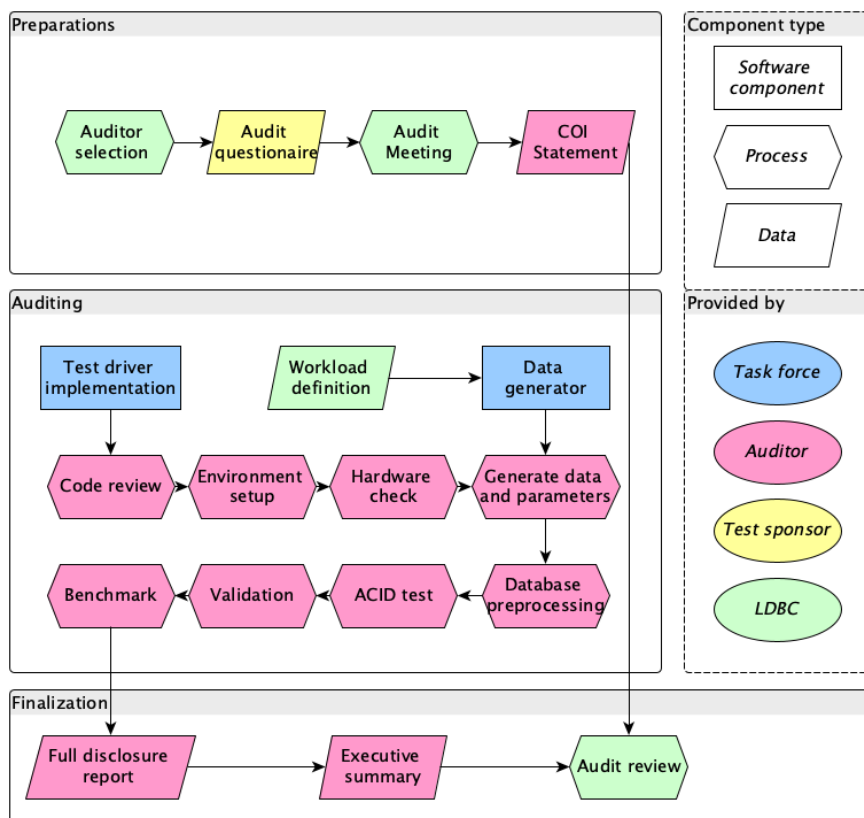 Preparations
Auditor
selection
Audit
questionaire
Audit
Meeting
COI
Statement
Component type
Software
component
Process
Data
Auditing
Test driver
implementation
Workload
definition
Data
generator
Code review
Environment
setup
Hardware
check
Generate data
and parameters
Benchmark
Validation
ACID test
Database
preprocessing
Provided by
Task force
Auditor
Test sponsor
LDBC
Finalization
Full disclosure
report
Executive
summary
Audit review